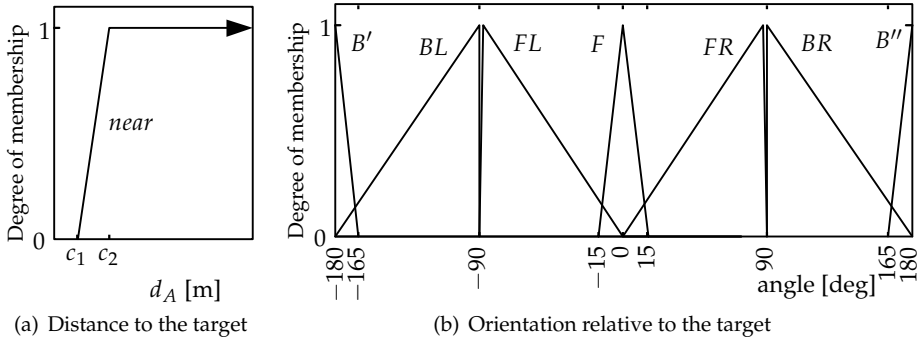 Degree of membership
1
0
near
c1
c2
dA [m]
(a) Distance to the target
Degree of membership
1
0
B′
BL
FL
F
FR
BR
B′′
−180
−165
−90
−15
0
15
90
165
180
angle [deg]
(b) Orientation relative to the target